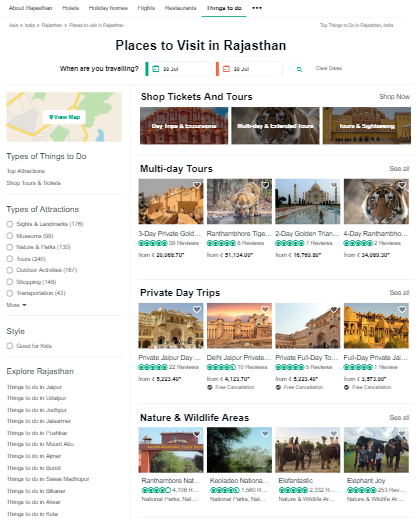 About Rajasthan Hotels Holiday homes Flights Restaurants Things to do •••
Asia > India > Rajasthan > Places to visit in Rajasthan
Top Things to Do in Rajasthan, India
Places to Visit in Rajasthan
When are you travelling? 28 Jul 28 Jul Clear Dates
View Map
Types of Things to Do
Top Attractions
Shop Tours & Tickets
Types of Attractions
Sights & Landmarks (176)
Museums (99)
Nature & Parks (130)
Tours (240)
Outdoor Activities (167)
Shopping (148)
Transportation (43)
More
Style
Good for Kids
Explore Rajasthan
Things to do in Jaipur
Things to do in Udaipur
Things to do in Jodhpur
Things to do in Jaisalmer
Things to do in Pushkar
Things to do in Mount Abu
Things to do in Ajmer
Things to do in Bundi
Things to do in Sawai Madhopur
Things to do in Bikaner
Things to do in Alwar
Things to do in Kota
Shop Tickets And Tours Shop Now
Day Trips & Excursions Multi-day & Extended Tours Tours & Sightseeing
Multi-day Tours See all
3-Day Private Gold... Ranthambhore Tige... 2-Day Golden Trian... 4-Day Ranthambho...
39 Reviews 8 Reviews 7 Reviews 2 Reviews
from ₹ 20,868.70* from ₹ 51,134.00* from ₹ 16,769.80* from ₹ 34,089.30*
Private Day Trips See all
Private Jaipur Day ... Delhi Jaipur Private... Private Full-Day To... Full-Day Private Jai...
22 Reviews 10 Reviews 5 Reviews 1 Review
from ₹ 5,223.40* from ₹ 4,123.70* from ₹ 5,223.40* from ₹ 3,573.90*
Free Cancellation Free Cancellation Free Cancellation
Nature & Wildlife Areas See all
Ranthambore Nat... Keoladeo Nationa... Elefantastic Elephant Joy
4,106 R... 1,560 R... 2,332 R... 253 Rev...
National Parks, Nat... National Parks, Nat... Nature & Wildlife Ar... Nature & Wildlife Ar...